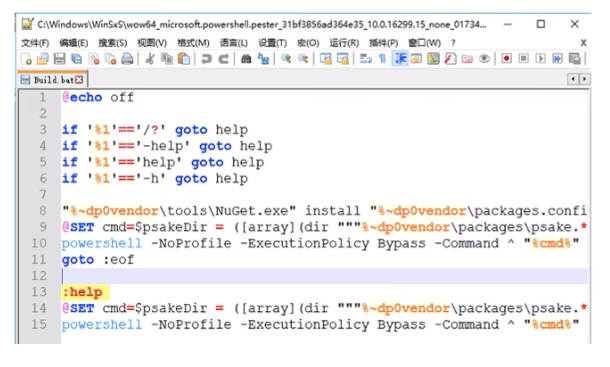 C:\Windows\WinSxS\wow64_microsoft.powershell.pester_31bf3856ad364e35_10.0.16299.15_none_01734...
文件(F) 编辑(E) 搜索(S) 视图(V) 格式(M) 语言(L) 设置(T) 宏(O) 运行(R) 插件(P) 窗口(W) ? X
Build.bat
1 @echo off
2
3 if '%1'=='/?' goto help
4 if '%1'=='-help' goto help
5 if '%1'=='help' goto help
6 if '%1'=='-h' goto help
7
8 "%~dp0vendor\tools\NuGet.exe" install "%~dp0vendor\packages.confi
9 @SET cmd=$psakeDir = ([array](dir """%~dp0vendor\packages\psake.*
10 powershell -NoProfile -ExecutionPolicy Bypass -Command ^ "%cmd%"
11 goto :eof
12
13 :help
14 @SET cmd=$psakeDir = ([array](dir """%~dp0vendor\packages\psake.*
15 powershell -NoProfile -ExecutionPolicy Bypass -Command ^ "%cmd%"